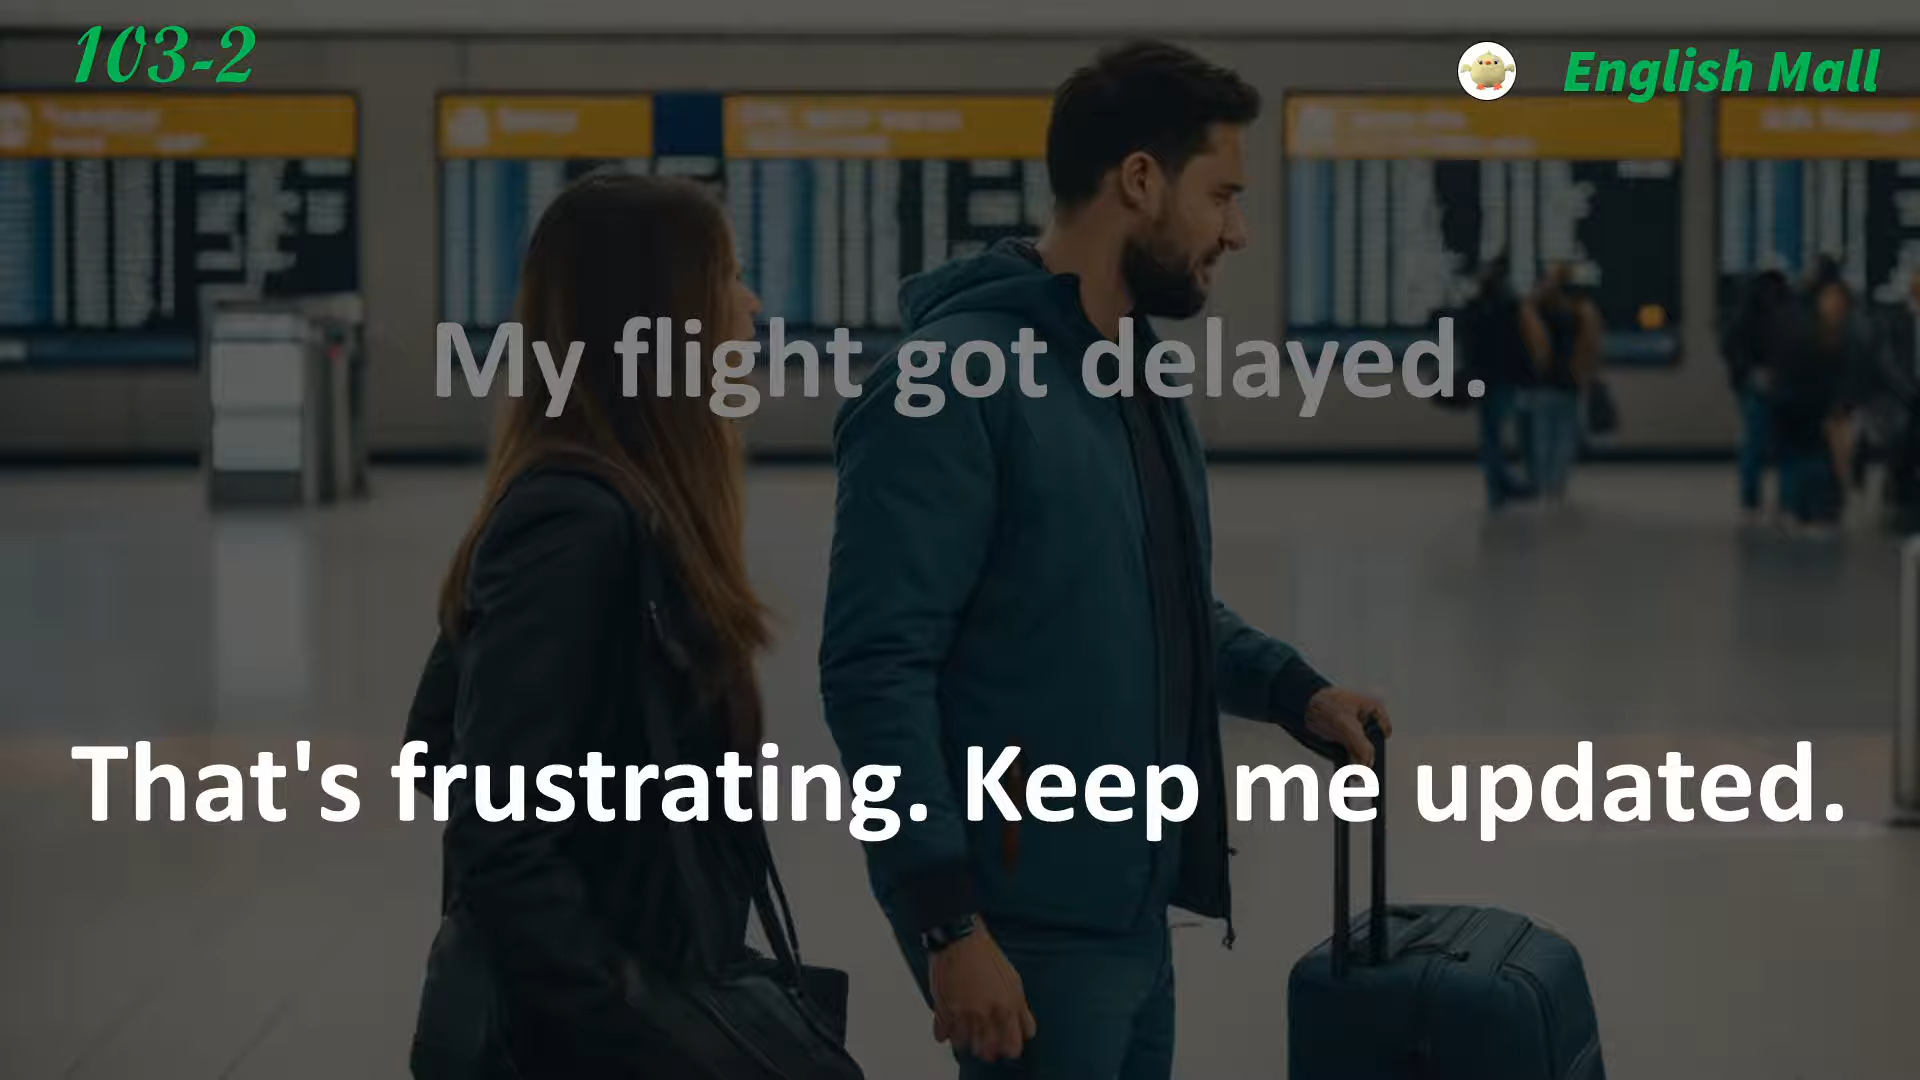 103-2
English Mall
My flight got delayed.
That's frustrating. Keep me updated.